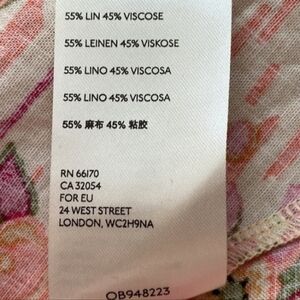 55% LIN 45% VISCOSE
55% LEINEN 45% VISKOSE
55% LINO 45% VISCOSA
55% LINO 45% VISCOSA
55% 麻布 45% 粘胶
RN 66170
CA 32054
FOR EU
24 WEST STREET
LONDON, WC2H9NA
OB948223